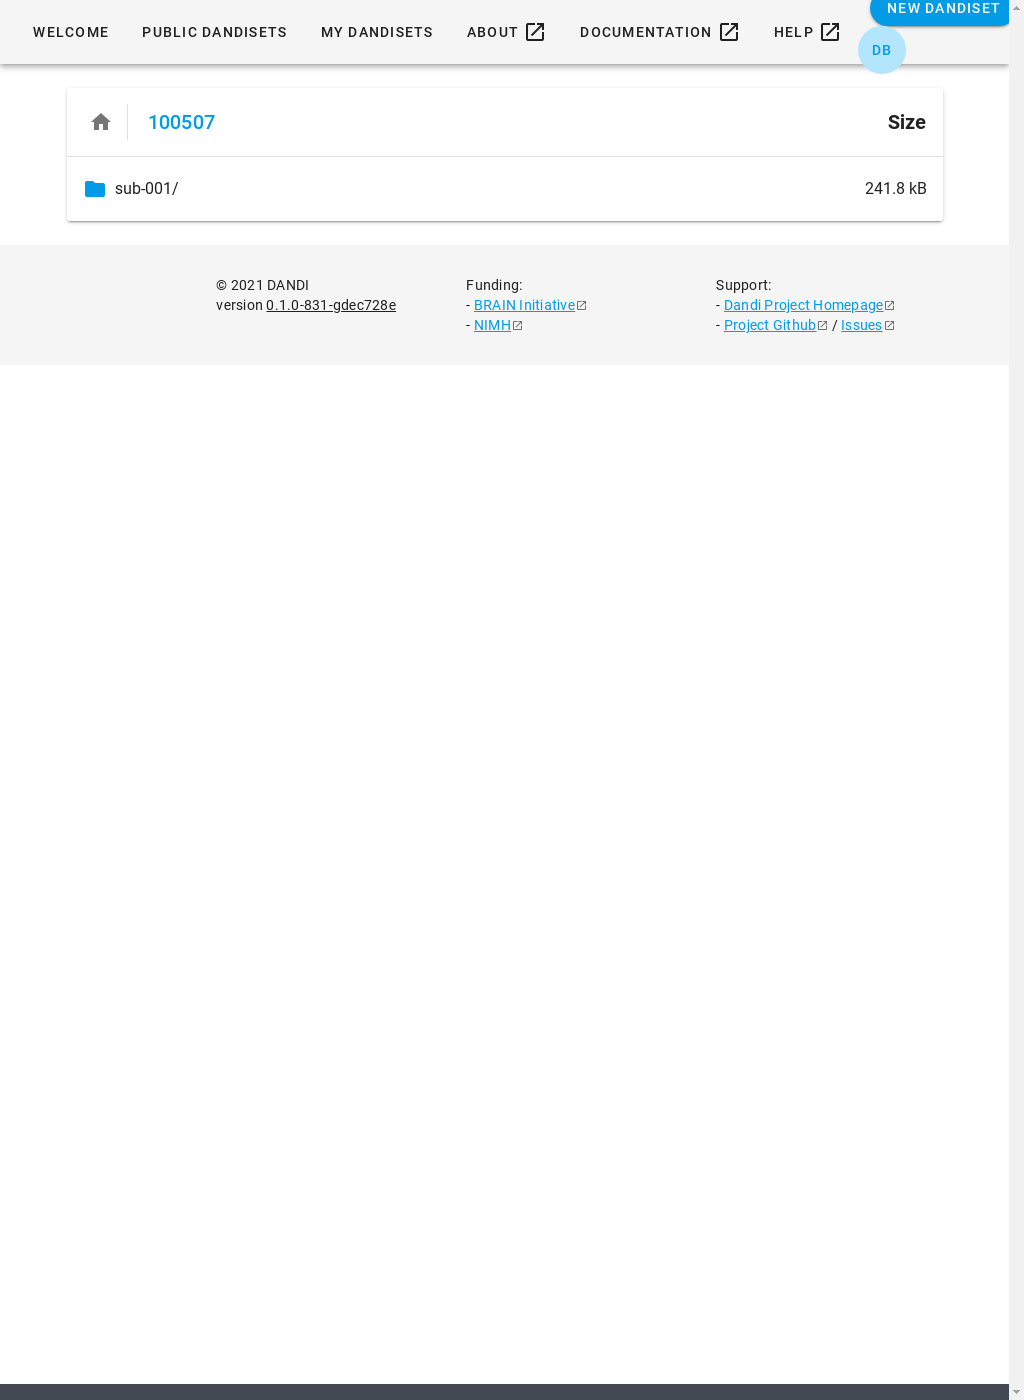 WELCOME PUBLIC DANDISETS MY DANDISETS ABOUT DOCUMENTATION HELP NEW DANDISET
DB
100507 Size
sub-001/ 241.8 kB
© 2021 DANDI
version 0.1.0-831-gdec728e
Funding:
- BRAIN Initiative
- NIMH
Support:
- Dandi Project Homepage
- Project Github / Issues